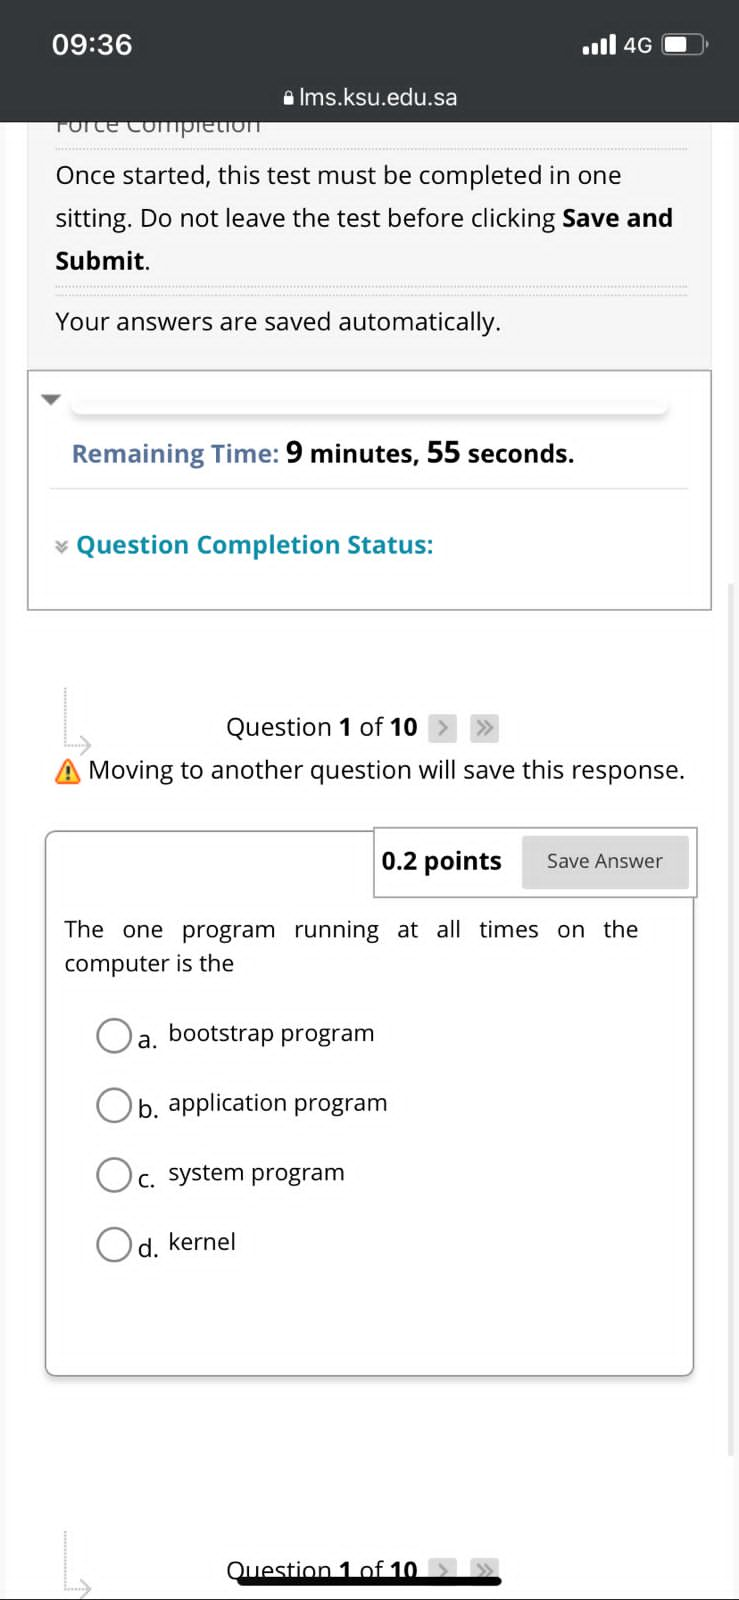 09:36
4G
lms.ksu.edu.sa
Force Completion
Once started, this test must be completed in one
sitting. Do not leave the test before clicking Save and
Submit.
Your answers are saved automatically.
Remaining Time: 9 minutes, 55 seconds.
Question Completion Status:
Question 1 of 10 > >>
Moving to another question will save this response.
0.2 points Save Answer
The one program running at all times on the
computer is the
a. bootstrap program
b. application program
c. system program
d. kernel
Question 1 of 10 > >>